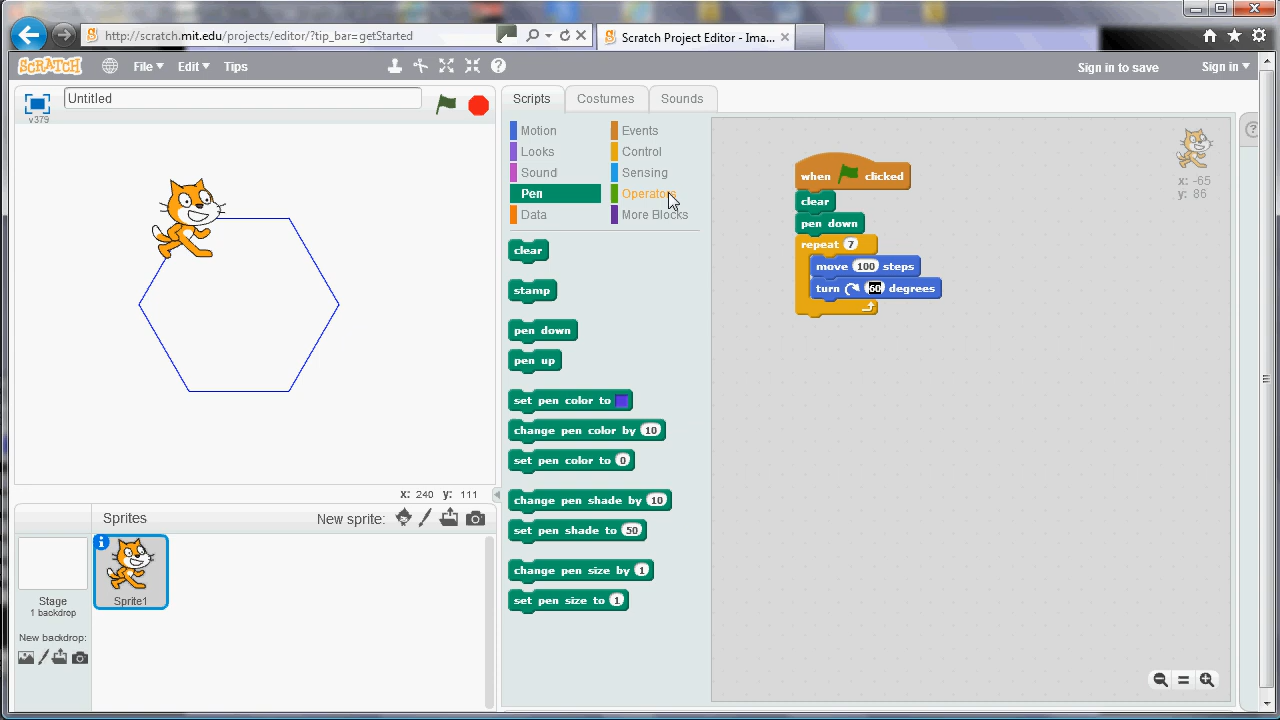 http://scratch.mit.edu/projects/editor/?tip_bar=getStarted
Scratch Project Editor - Ima...
SCRATCH
File
Edit
Tips
Sign in to save
Sign in
v379
Untitled
Scripts
Costumes
Sounds
Motion
Looks
Sound
Pen
Data
Events
Control
Sensing
Operators
More Blocks
clear
stamp
pen down
pen up
set pen color to
change pen color by 10
set pen color to 0
change pen shade by 10
set pen shade to 50
change pen size by 1
set pen size to 1
when clicked
clear
pen down
repeat 7
move 100 steps
turn 60 degrees
x: -65
y: 86
x: 240 y: 111
Sprites
New sprite:
Stage
1 backdrop
New backdrop:
Sprite1